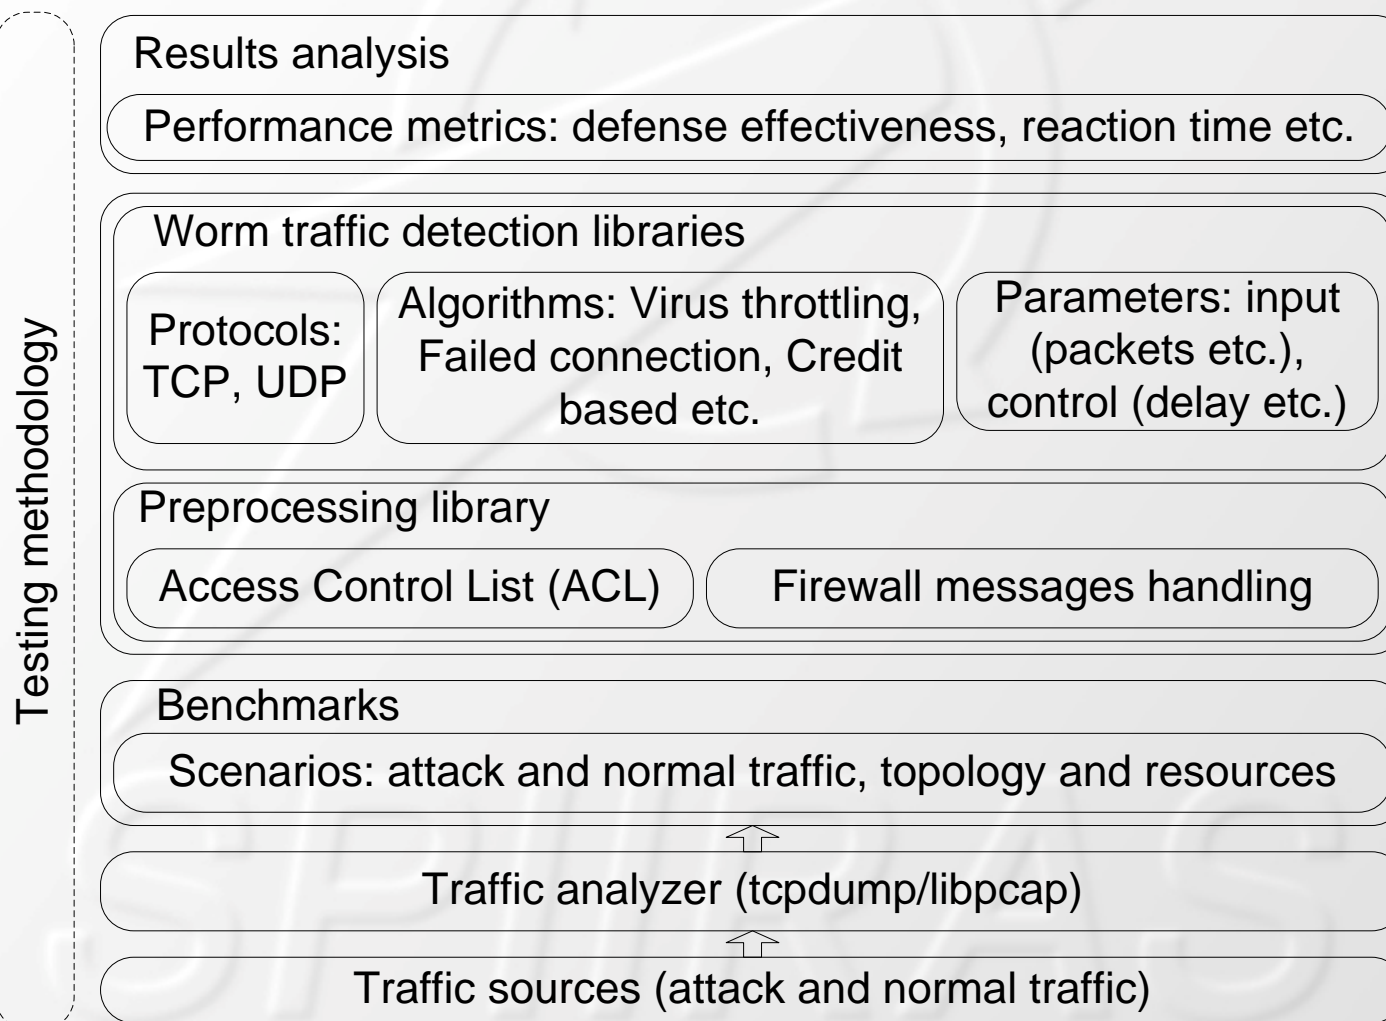 Testing methodology
Results analysis
Performance metrics: defense effectiveness, reaction time etc.
Worm traffic detection libraries
Protocols:
TCP, UDP
Algorithms: Virus throttling,
Failed connection, Credit
based etc.
Parameters: input
(packets etc.),
control (delay etc.)
Preprocessing library
Access Control List (ACL)
Firewall messages handling
Benchmarks
Scenarios: attack and normal traffic, topology and resources
Traffic analyzer (tcpdump/libpcap)
Traffic sources (attack and normal traffic)
SPIIRAS